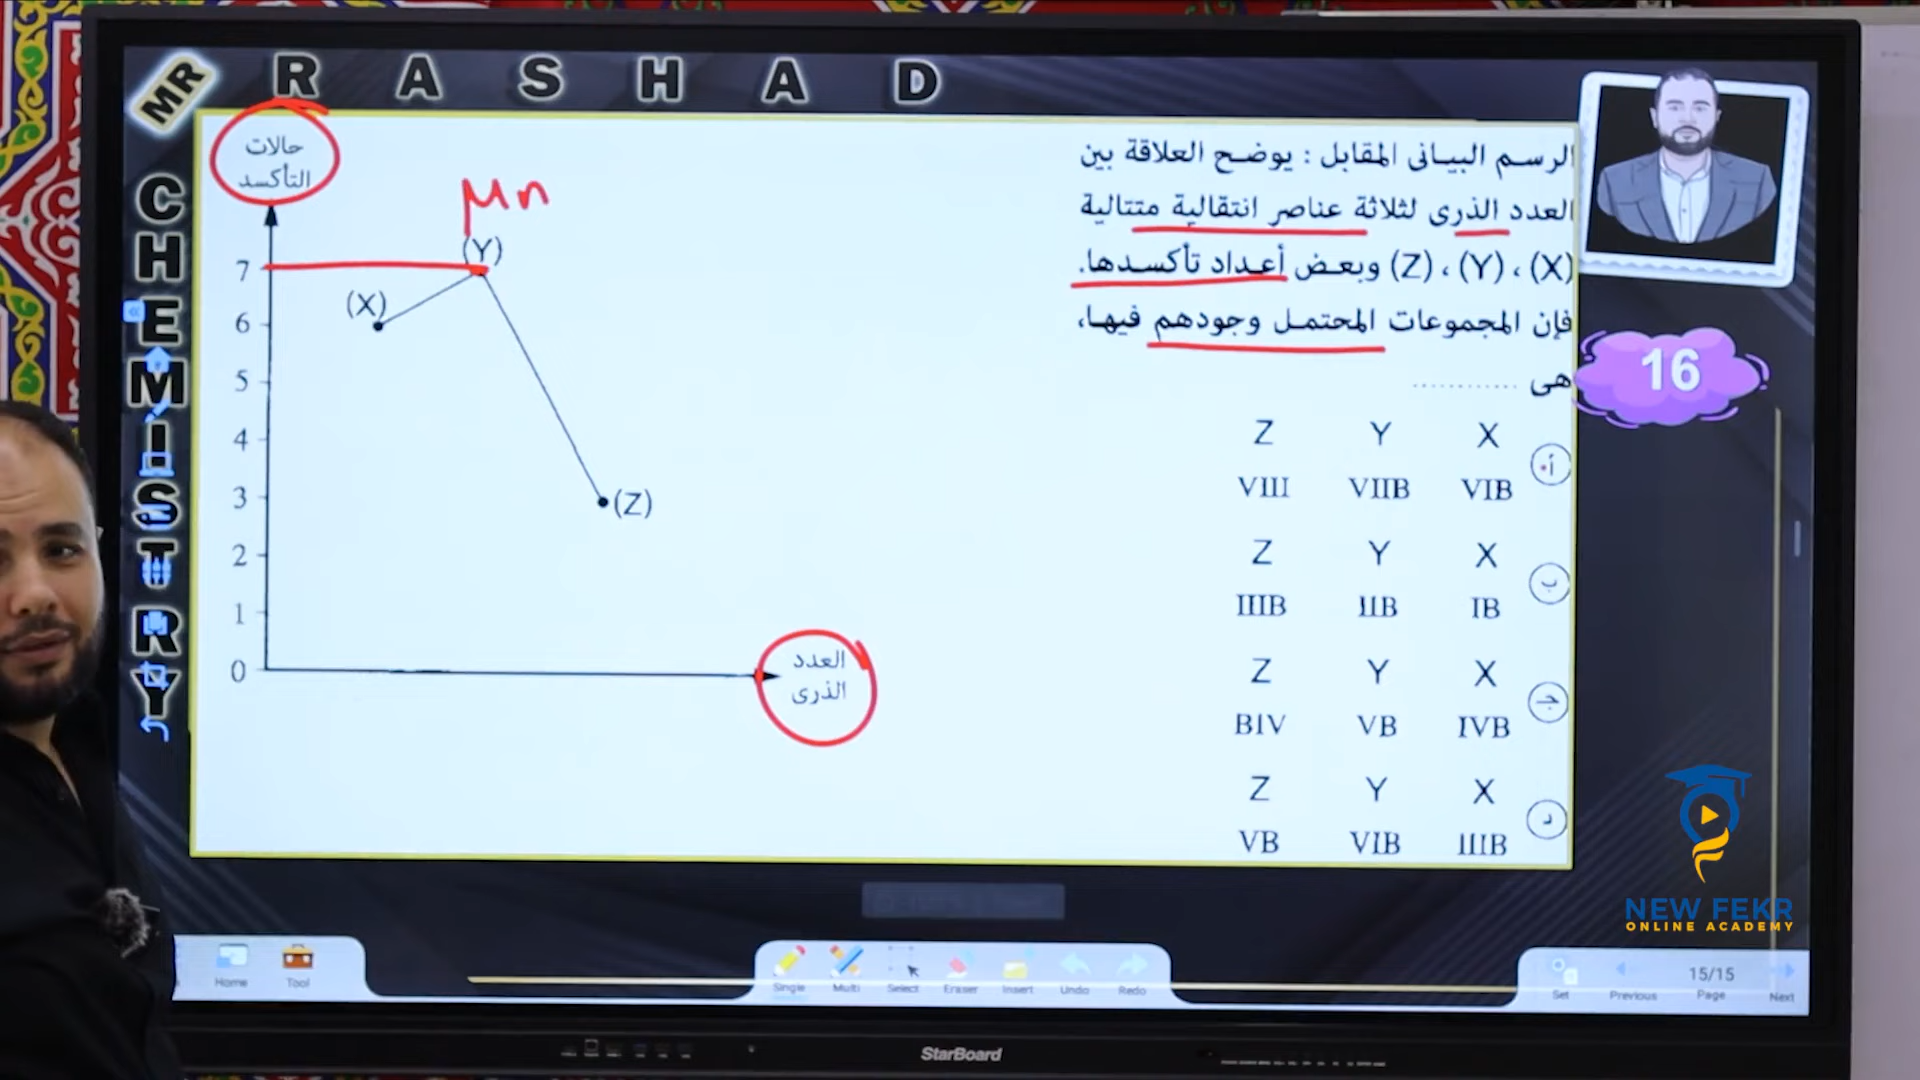 MR
R A S H A D
CHEMISTRY
حالات
التأكسد
Mn
(Y)
(X)
(Z)
7
6
5
4
3
2
1
0
العدد
الذرى
الرسم البيانى المقابل : يوضح العلاقة بين
العدد الذرى لثلاثة عناصر انتقالية متتالية
(X) ، (Y) ، (Z) وبعض أعداد تأكسدها.
فإن المجموعات المحتمل وجودهم فيها،
هى ............
16
أ
X Y Z
VIB VIIB VIII
ب
X Y Z
IB IIB IIIB
جـ
X Y Z
IVB VB BIV
د
X Y Z
IIIB VIB VB
NEW FEKR
ONLINE ACADEMY
Home Tool
Single Multi Select Eraser Insert Undo Redo
15/15
Set Previous Page Next
StarBoard